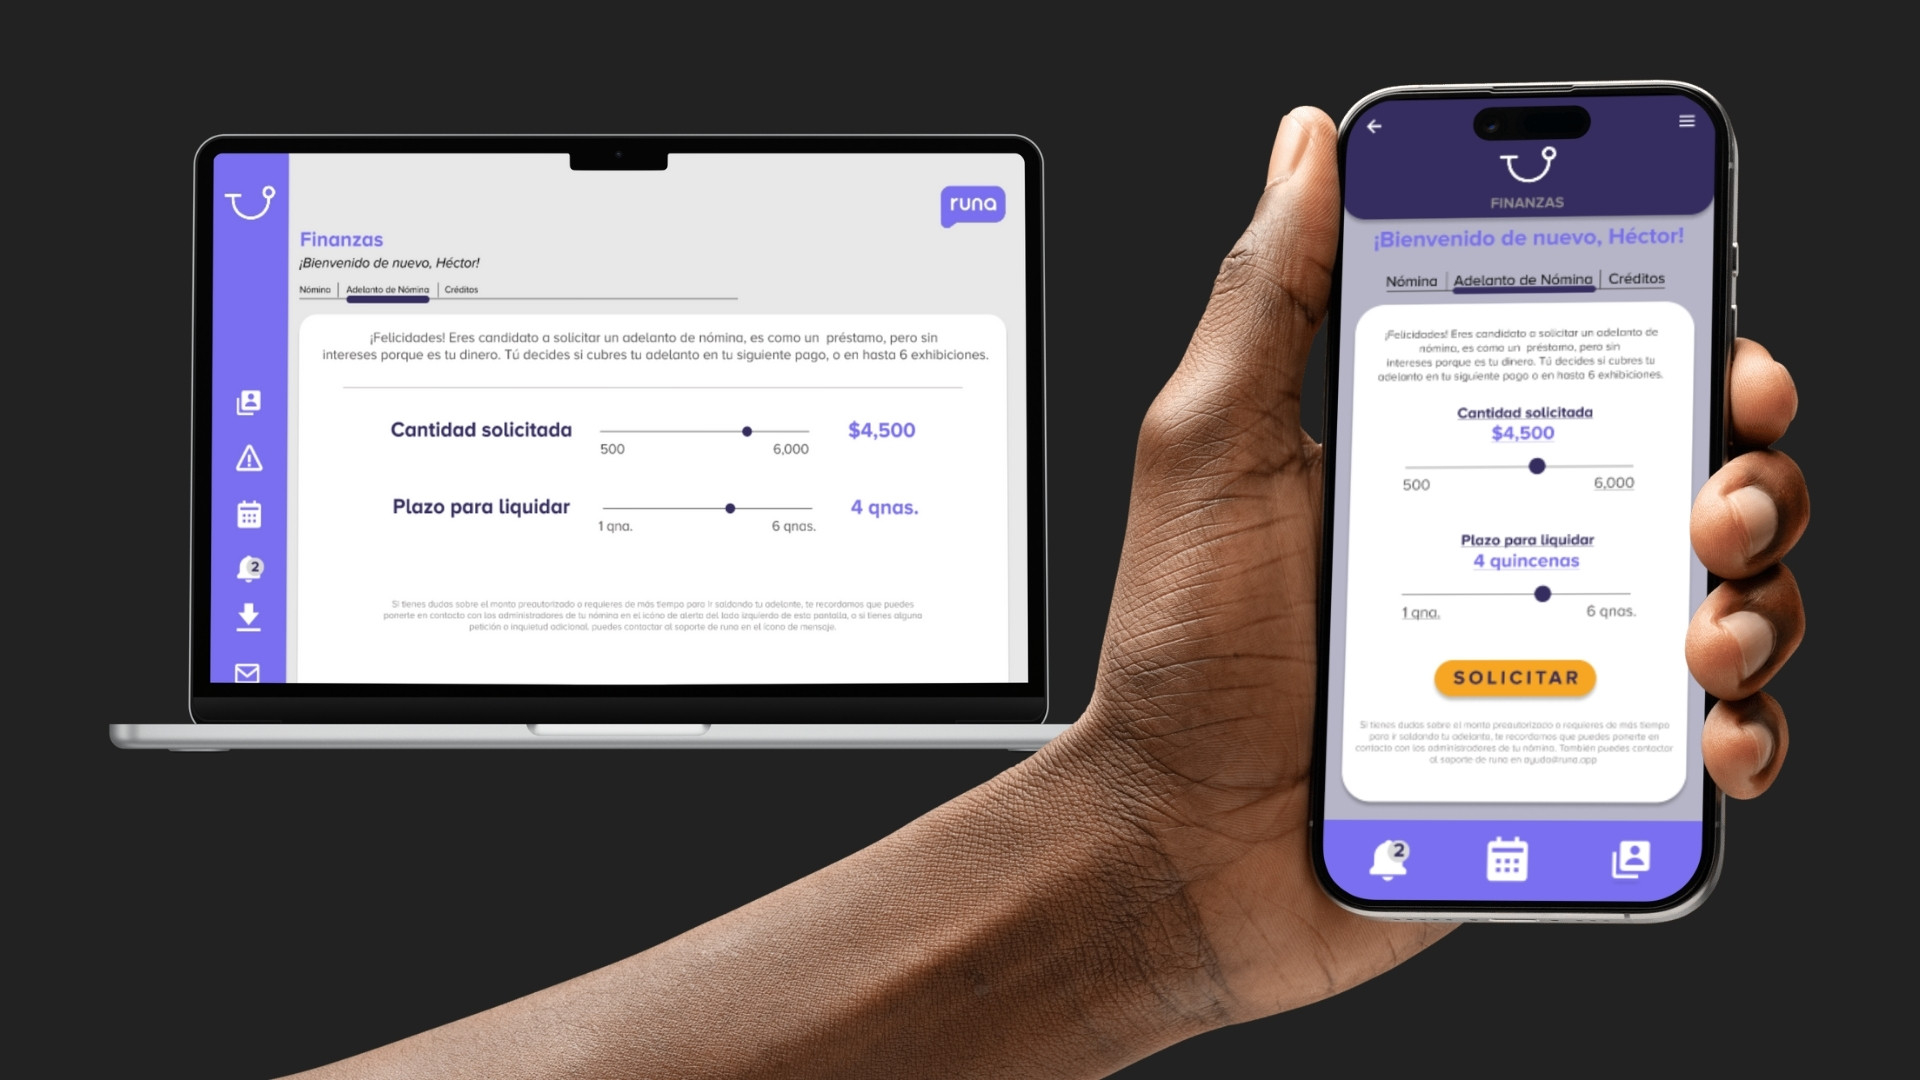 runa
Finanzas
¡Bienvenido de nuevo, Héctor!
Nómina | Adelanto de Nómina | Créditos
¡Felicidades! Eres candidato a solicitar un adelanto de nómina, es como un préstamo, pero sin
intereses porque es tu dinero. Tú decides si cubres tu adelanto en tu siguiente pago, o en hasta 6 exhibiciones.
Cantidad solicitada
$4,500
500
6,000
Plazo para liquidar
4 qnas.
1 qna.
6 qnas.
2
Si tienes dudas sobre el monto preautorizado o requieres de más tiempo para ir saldando tu adelanto, te recordamos que puedes
ponerte en contacto con los administradores de tu nómina en el icóno de alerta del lado izquierdo de esta pantalla, o si tienes alguna
petición o inquietud adicional, puedes contactar al soporte de runa en el ícono de mensaje.
FINANZAS
¡Bienvenido de nuevo, Héctor!
Nómina | Adelanto de Nómina | Créditos
¡Felicidades! Eres candidato a solicitar un adelanto de
nómina, es como un préstamo, pero sin
intereses porque es tu dinero. Tú decides si cubres tu
adelanto en tu siguiente pago o en hasta 6 exhibiciones.
Cantidad solicitada
$4,500
500
6,000
Plazo para liquidar
4 quincenas
1 qna.
6 qnas.
SOLICITAR
Si tienes dudas sobre el monto preautorizado o requieres de más tiempo
para ir saldando tu adelanto, te recordamos que puedes ponerte en
contacto con los administradores de tu nómina. También puedes contactar
al soporte de runa en ayuda@runa.app
2